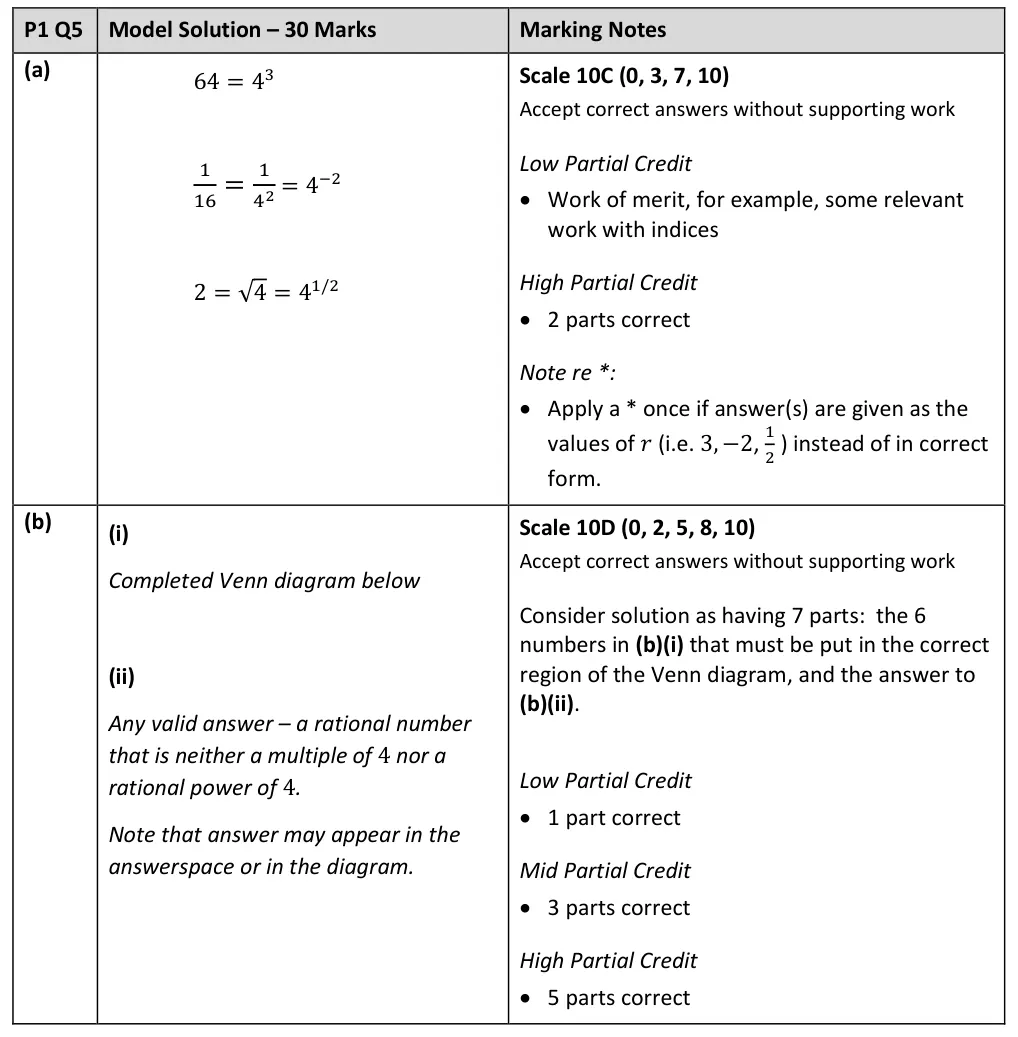 P1 Q5 Model Solution – 30 Marks Marking Notes
(a)
64 = 4³
1/16 = 1/4² = 4⁻²
2 = √4 = 4^{1/2}
Scale 10C (0, 3, 7, 10)
Accept correct answers without supporting work
Low Partial Credit
• Work of merit, for example, some relevant
work with indices
High Partial Credit
• 2 parts correct
Note re *:
• Apply a * once if answer(s) are given as the
values of r (i.e. 3, −2, 1/2 ) instead of in correct
form.
(b)
(i)
Completed Venn diagram below
(ii)
Any valid answer – a rational number
that is neither a multiple of 4 nor a
rational power of 4.
Note that answer may appear in the
answerspace or in the diagram.
Scale 10D (0, 2, 5, 8, 10)
Accept correct answers without supporting work
Consider solution as having 7 parts: the 6
numbers in (b)(i) that must be put in the correct
region of the Venn diagram, and the answer to
(b)(ii).
Low Partial Credit
• 1 part correct
Mid Partial Credit
• 3 parts correct
High Partial Credit
• 5 parts correct